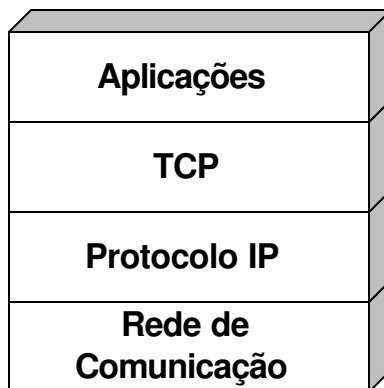 Aplicações
TCP
Protocolo IP
Rede de
Comunicação